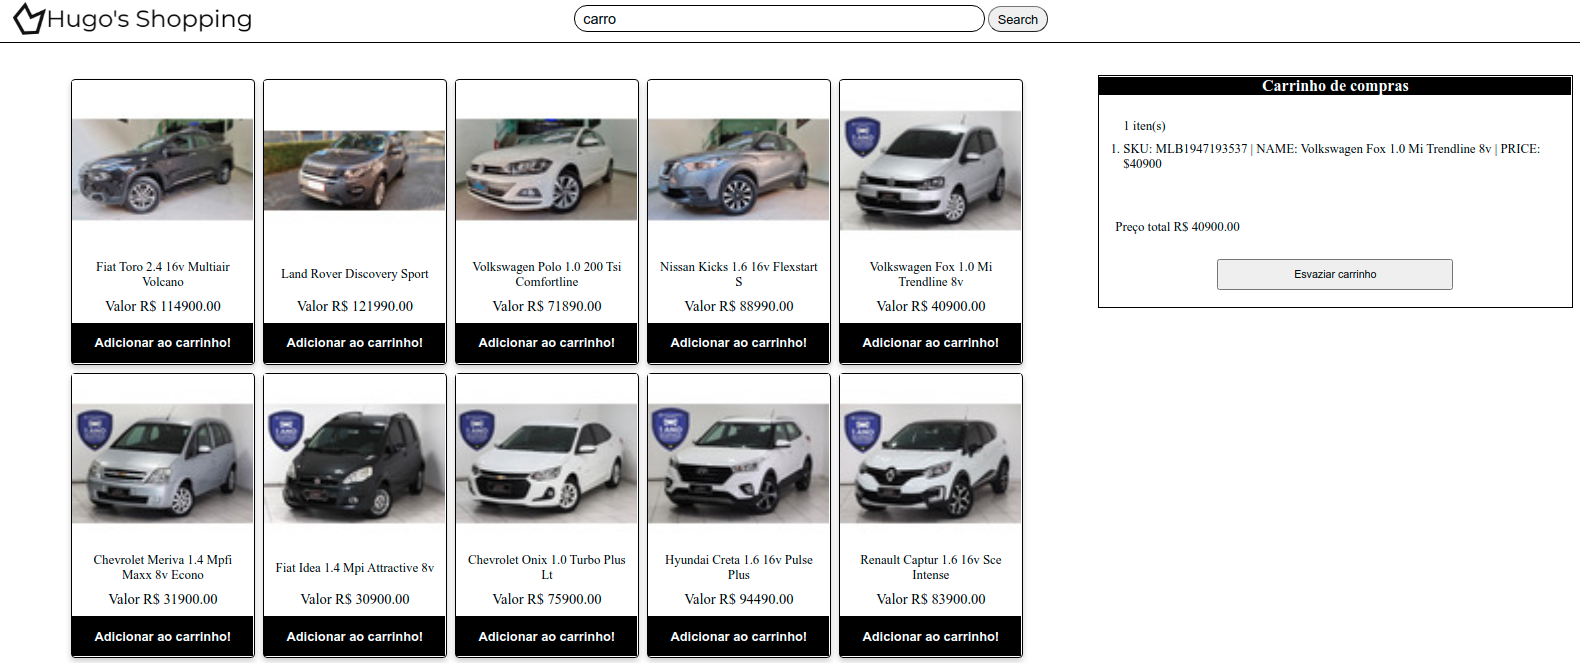 Hugo's Shopping
carro
Search
Fiat Toro 2.4 16v Multiair
Volcano
Valor R$ 114900.00
Adicionar ao carrinho!
Land Rover Discovery Sport
Valor R$ 121990.00
Adicionar ao carrinho!
Volkswagen Polo 1.0 200 Tsi
Comfortline
Valor R$ 71890.00
Adicionar ao carrinho!
Nissan Kicks 1.6 16v Flexstart
S
Valor R$ 88990.00
Adicionar ao carrinho!
Volkswagen Fox 1.0 Mi
Trendline 8v
Valor R$ 40900.00
Adicionar ao carrinho!
Chevrolet Meriva 1.4 Mpfi
Maxx 8v Econo
Valor R$ 31900.00
Adicionar ao carrinho!
Fiat Idea 1.4 Mpi Attractive 8v
Valor R$ 30900.00
Adicionar ao carrinho!
Chevrolet Onix 1.0 Turbo Plus
Lt
Valor R$ 75900.00
Adicionar ao carrinho!
Hyundai Creta 1.6 16v Pulse
Plus
Valor R$ 94490.00
Adicionar ao carrinho!
Renault Captur 1.6 16v Sce
Intense
Valor R$ 83900.00
Adicionar ao carrinho!
Carrinho de compras
1 iten(s)
1. SKU: MLB1947193537 | NAME: Volkswagen Fox 1.0 Mi Trendline 8v | PRICE:
$40900
Preço total R$ 40900.00
Esvaziar carrinho